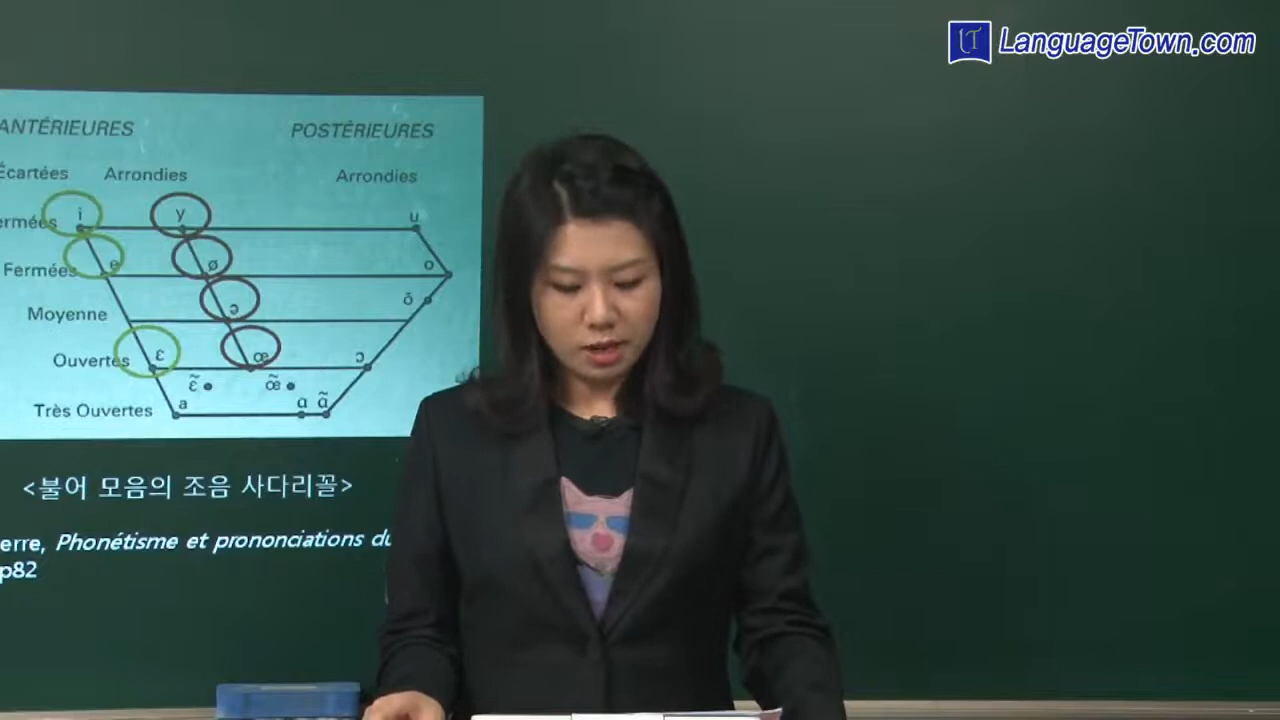 LT LanguageTown.com
ANTÉRIEURES POSTÉRIEURES
Écartées Arrondies Arrondies
ermées i y u
Fermées e ø o
õ
Moyenne ə
Ouvertes ε œ ɔ
ε̃ œ̃
Très Ouvertes a ɑ ɑ̃
<불어 모음의 조음 사다리꼴>
erre, Phonétisme et prononciations du
p82